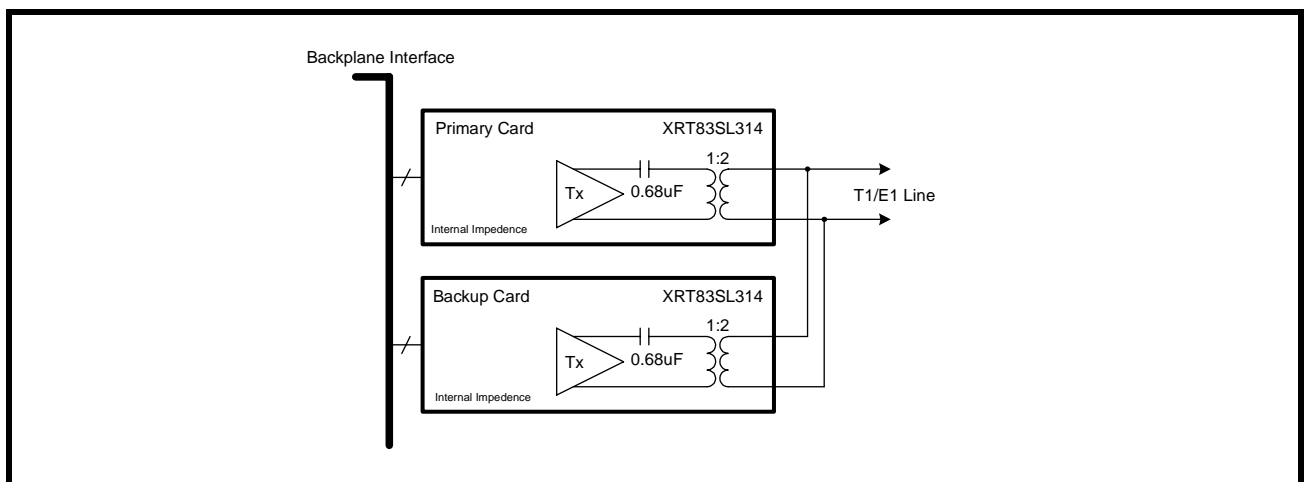 Backplane Interface
Primary Card XRT83SL314
1:2
Tx 0.68uF
T1/E1 Line
Internal Impedence
Backup Card XRT83SL314
1:2
Tx 0.68uF
Internal Impedence